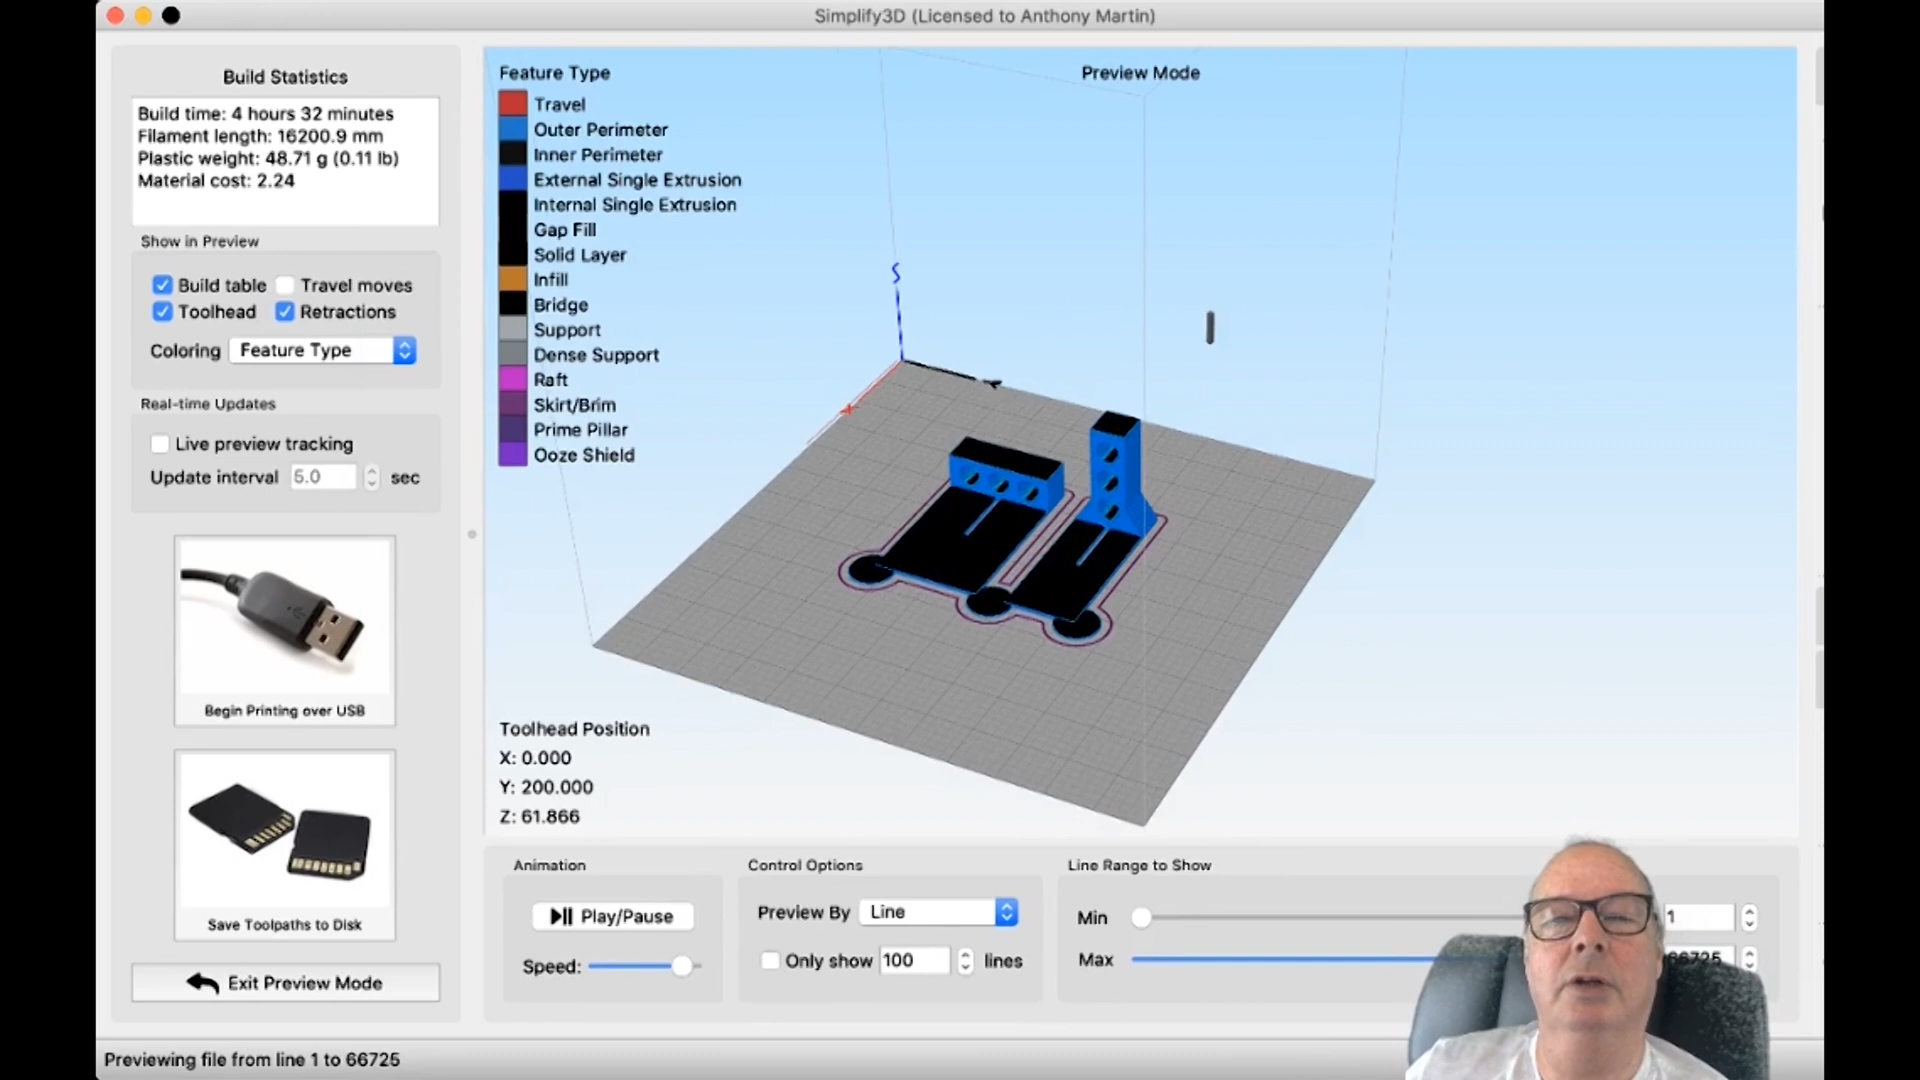 Simplify3D (Licensed to Anthony Martin)
Build Statistics
Build time: 4 hours 32 minutes
Filament length: 16200.9 mm
Plastic weight: 48.71 g (0.11 lb)
Material cost: 2.24
Show in Preview
Build table
Travel moves
Toolhead
Retractions
Coloring
Feature Type
Real-time Updates
Live preview tracking
Update interval
5.0
sec
Begin Printing over USB
Save Toolpaths to Disk
Exit Preview Mode
Feature Type
Travel
Outer Perimeter
Inner Perimeter
External Single Extrusion
Internal Single Extrusion
Gap Fill
Solid Layer
Infill
Bridge
Support
Dense Support
Raft
Skirt/Brim
Prime Pillar
Ooze Shield
Preview Mode
Toolhead Position
X: 0.000
Y: 200.000
Z: 61.866
Animation
Play/Pause
Speed:
Control Options
Preview By
Line
Only show
100
lines
Line Range to Show
Min
1
Max
66725
Previewing file from line 1 to 66725